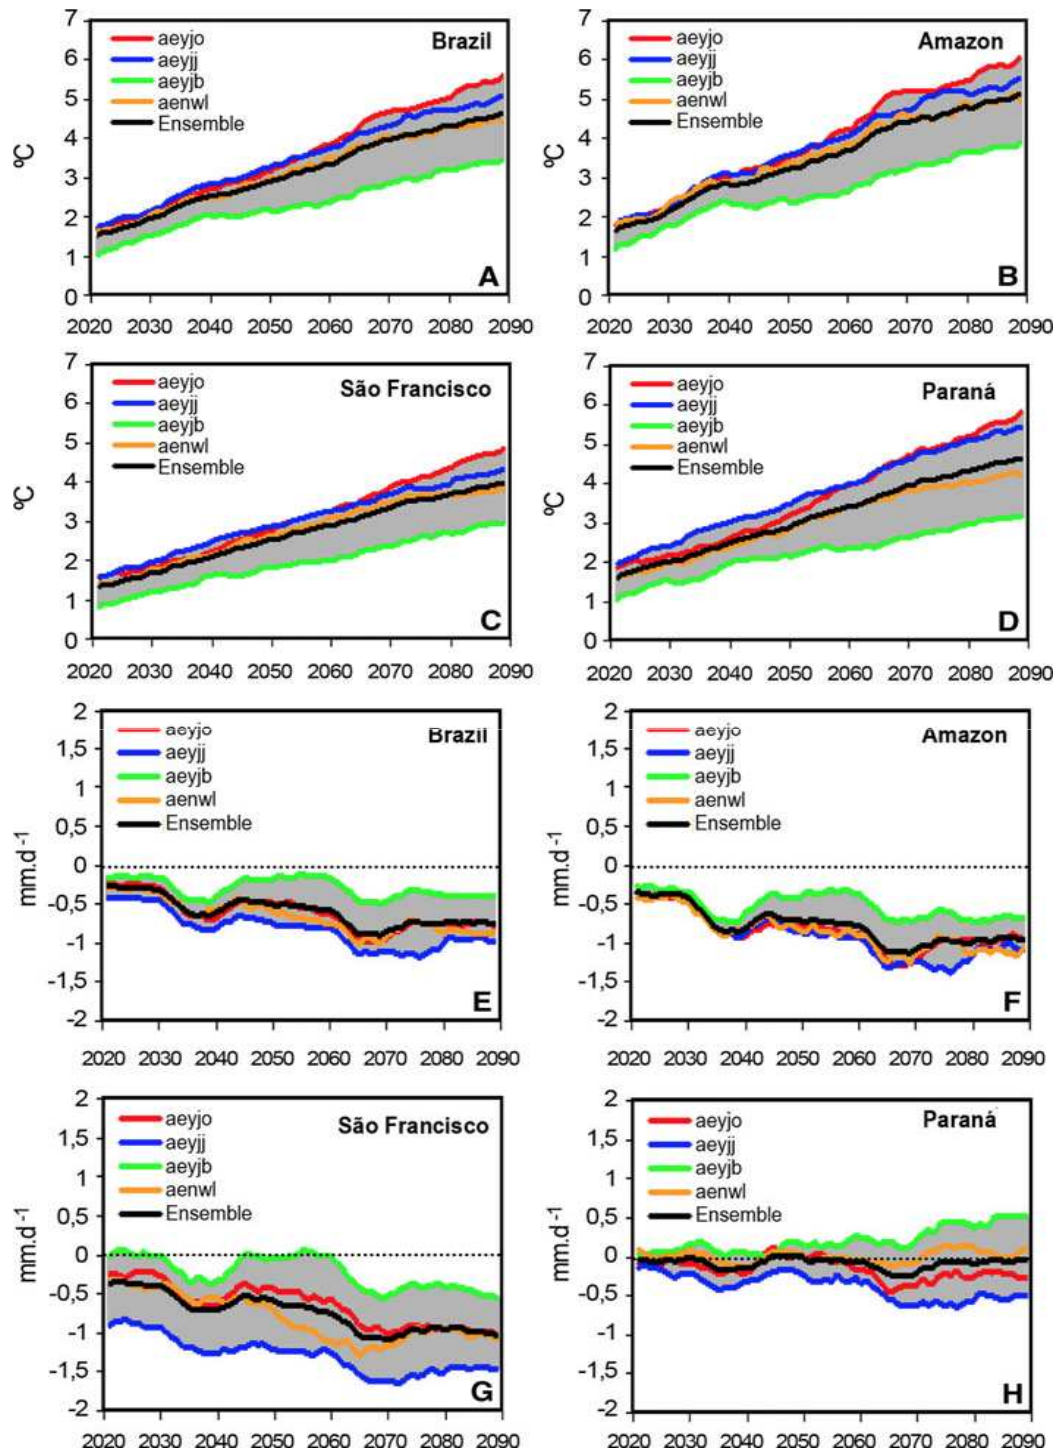 7
6
5
4
3
2
1
0
ºC
aeyjo
aeyjj
aeyjb
aenwl
Ensemble
Brazil
A
2020 2030 2040 2050 2060 2070 2080 2090
7
6
5
4
3
2
1
0
ºC
aeyjo
aeyjj
aeyjb
aenwl
Ensemble
Amazon
B
2020 2030 2040 2050 2060 2070 2080 2090
7
6
5
4
3
2
1
0
ºC
aeyjo
aeyjj
aeyjb
aenwl
Ensemble
São Francisco
C
2020 2030 2040 2050 2060 2070 2080 2090
7
6
5
4
3
2
1
0
ºC
aeyjo
aeyjj
aeyjb
aenwl
Ensemble
Paraná
D
2020 2030 2040 2050 2060 2070 2080 2090
2
1,5
1
0,5
0
-0,5
-1
-1,5
-2
mm.d⁻¹
aeyjo
aeyjj
aeyjb
aenwl
Ensemble
Brazil
E
2020 2030 2040 2050 2060 2070 2080 2090
2
1,5
1
0,5
0
-0,5
-1
-1,5
-2
mm.d⁻¹
aeyjo
aeyjj
aeyjb
aenwl
Ensemble
Amazon
F
2020 2030 2040 2050 2060 2070 2080 2090
2
1,5
1
0,5
0
-0,5
-1
-1,5
-2
mm.d⁻¹
aeyjo
aeyjj
aeyjb
aenwl
Ensemble
São Francisco
G
2020 2030 2040 2050 2060 2070 2080 2090
2
1,5
1
0,5
0
-0,5
-1
-1,5
-2
mm.d⁻¹
aeyjo
aeyjj
aeyjb
aenwl
Ensemble
Paraná
H
2020 2030 2040 2050 2060 2070 2080 2090